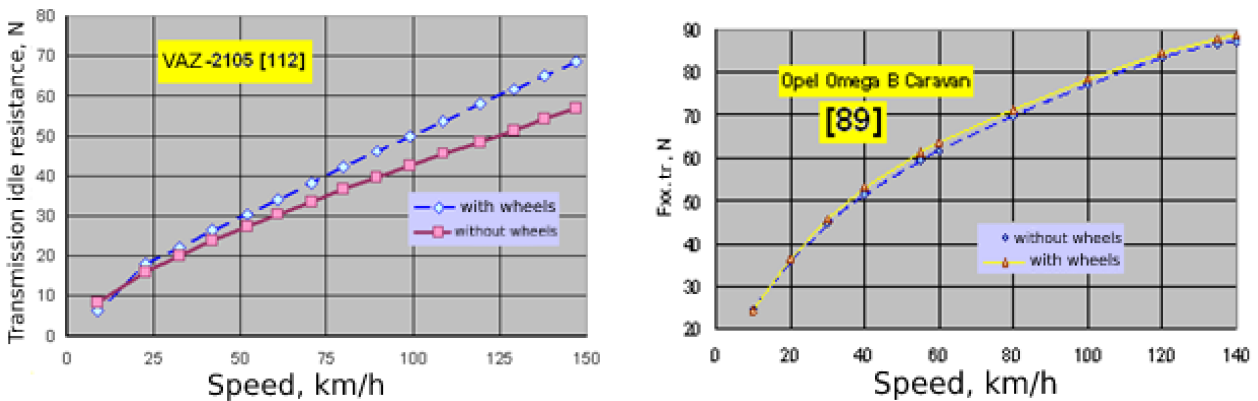 Transmission idle resistance, N
80
70
60
50
40
30
20
10
0
VAZ-2105 [112]
with wheels
without wheels
0 25 50 75 100 125 150
Speed, km/h
Fxx.tr, N
90
80
70
60
50
40
30
20
Opel Omega B Caravan
[89]
without wheels
with wheels
0 20 40 60 80 100 120 140
Speed, km/h